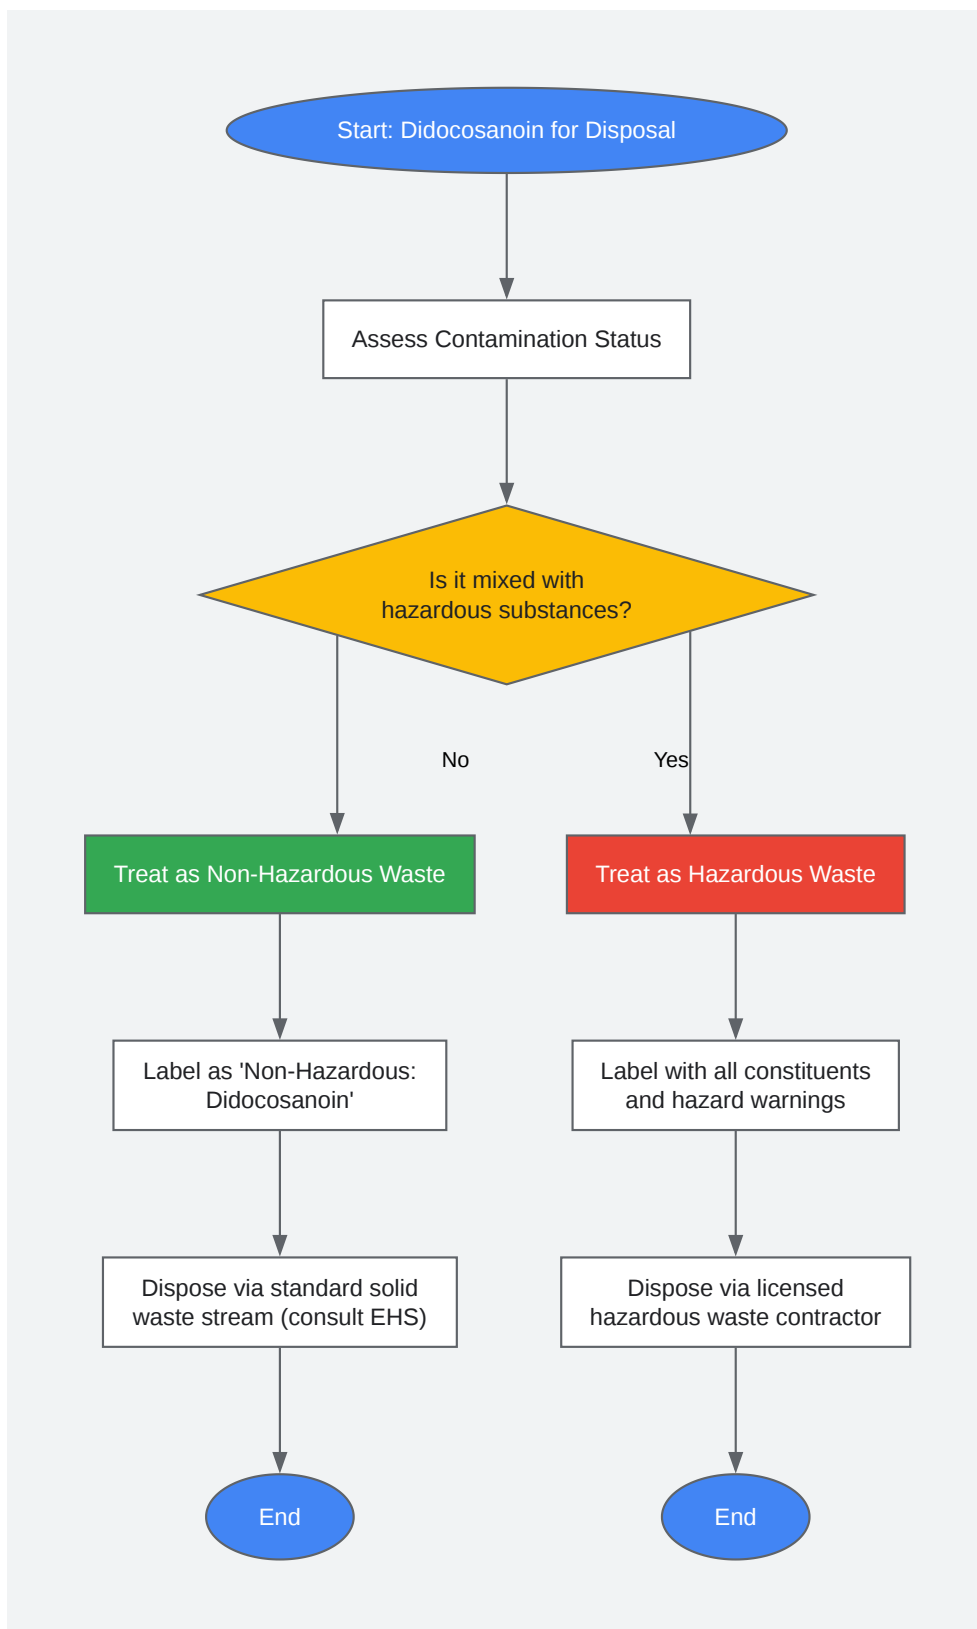 Start: Didocosanoin for Disposal
Assess Contamination Status
Is it mixed with
hazardous substances?
No
Yes
Treat as Non-Hazardous Waste
Treat as Hazardous Waste
Label as 'Non-Hazardous:
Didocosanoin'
Label with all constituents
and hazard warnings
Dispose via standard solid
waste stream (consult EHS)
Dispose via licensed
hazardous waste contractor
End
End